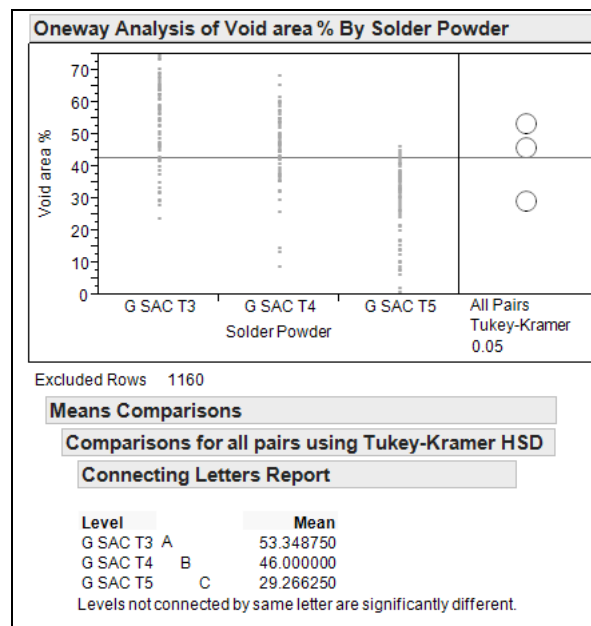 Oneway Analysis of Void area % By Solder Powder
Void area %
70
60
50
40
30
20
10
0
G SAC T3 G SAC T4 G SAC T5
Solder Powder
All Pairs
Tukey-Kramer
0.05
Excluded Rows 1160
Means Comparisons
Comparisons for all pairs using Tukey-Kramer HSD
Connecting Letters Report
Level Mean
G SAC T3 A 53.348750
G SAC T4 B 46.000000
G SAC T5 C 29.266250
Levels not connected by same letter are significantly different.